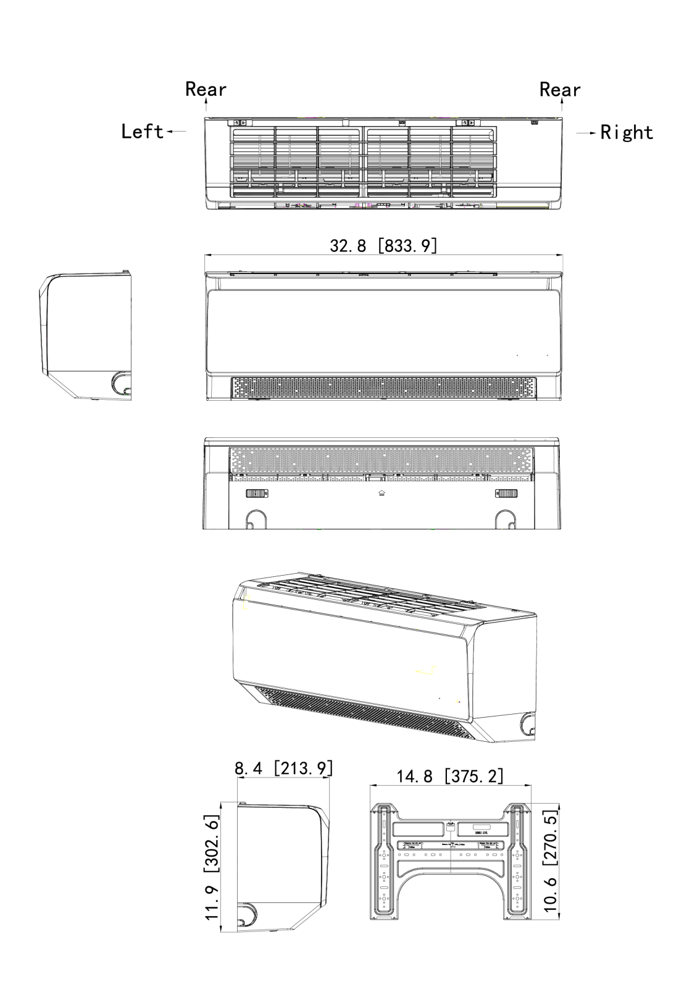 Rear
Rear
Left
Right
32.8 [833.9]
8.4 [213.9]
14.8 [375.2]
11.9 [302.6]
10.6 [270.5]
BUBBLE LEVEL